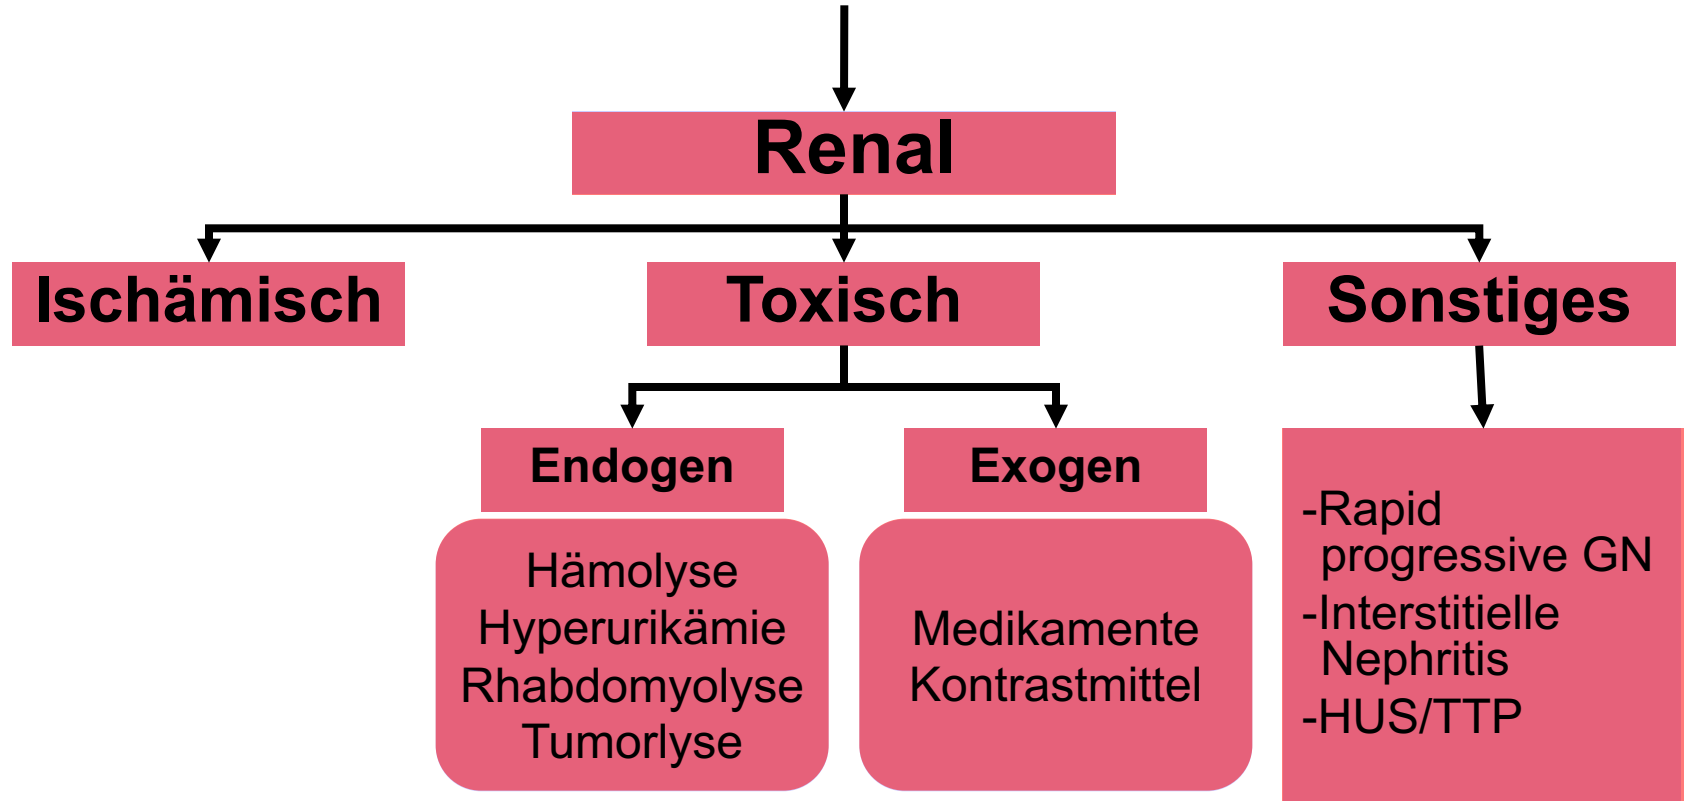 Renal
Ischämisch
Toxisch
Sonstiges
Endogen
Exogen
Hämolyse
Hyperurikämie
Rhabdomyolyse
Tumorlyse
Medikamente
Kontrastmittel
-Rapid
progressive GN
-Interstitielle
Nephritis
-HUS/TTP